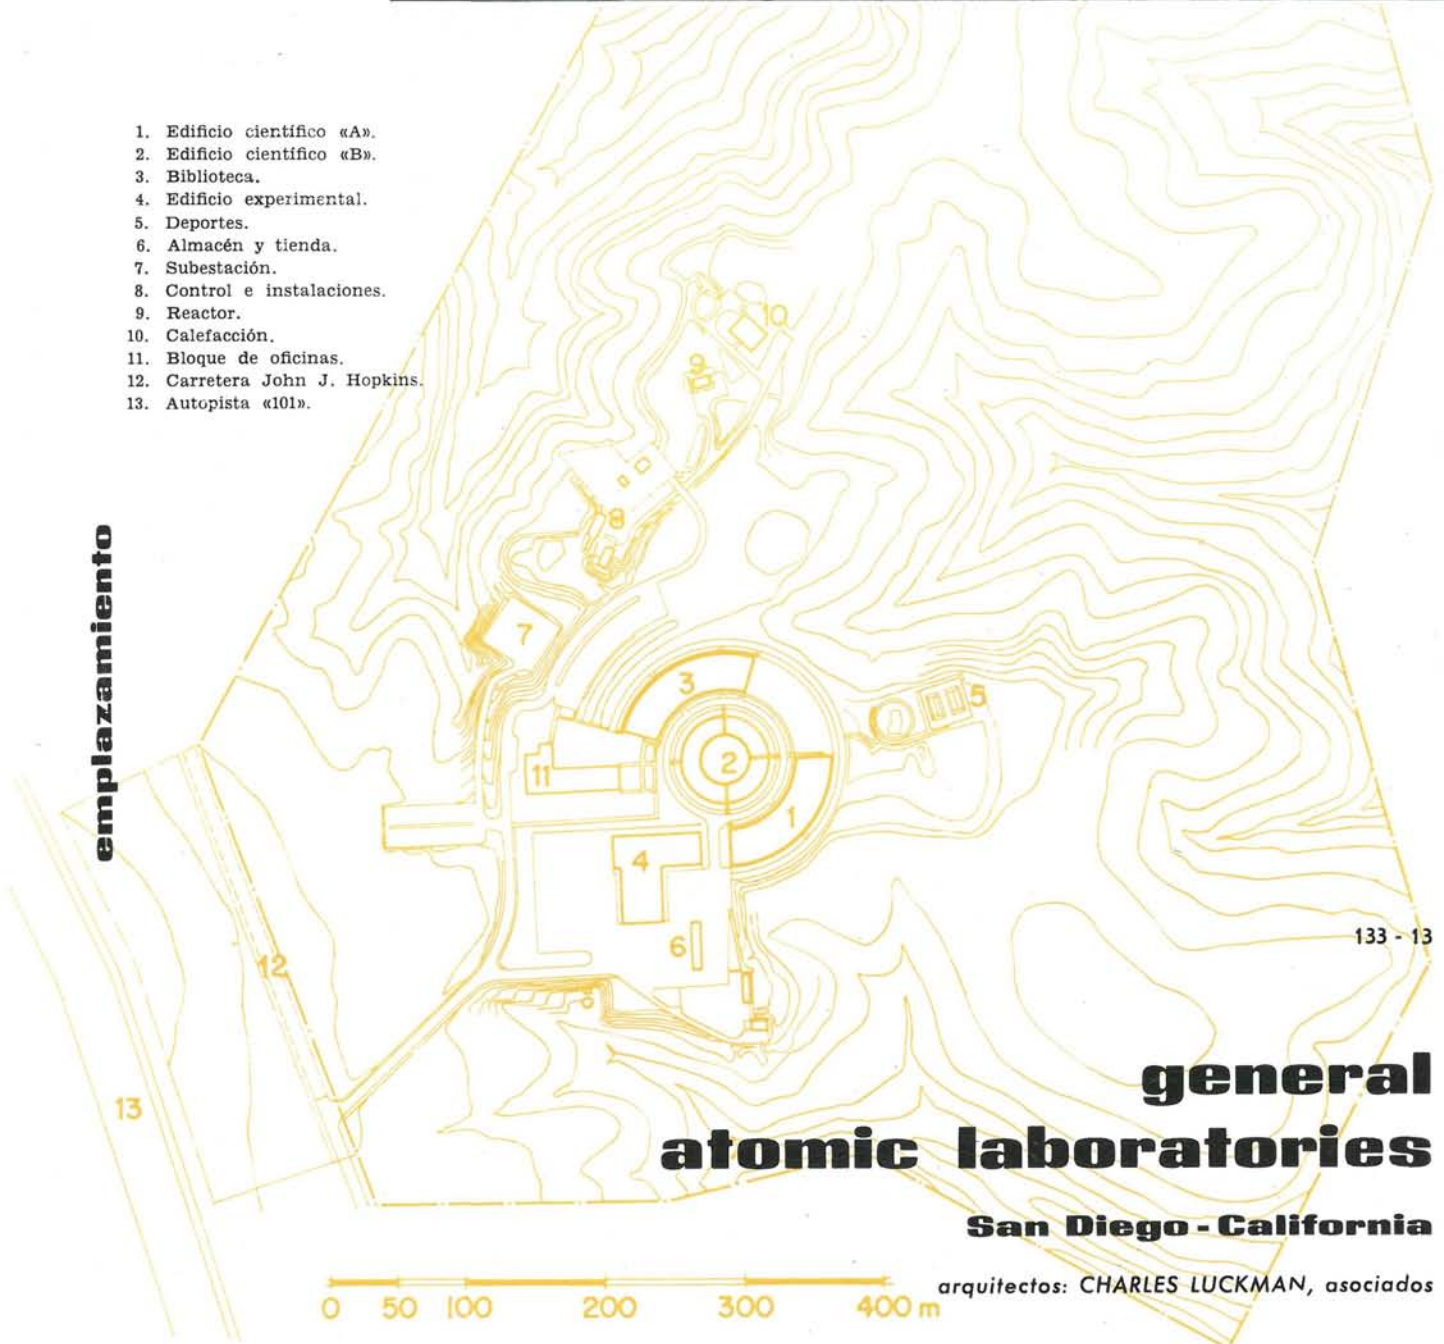 1. Edificio científico «A».
2. Edificio científico «B».
3. Biblioteca.
4. Edificio experimental.
5. Deportes.
6. Almacén y tienda.
7. Subestación.
8. Control e instalaciones.
9. Reactor.
10. Calefacción.
11. Bloque de oficinas.
12. Carretera John J. Hopkins.
13. Autopista «101».
emplazamiento
10
9
8
7
3
5
2
11
1
4
6
12
13
133 - 13
general
atomic laboratories
San Diego - California
arquitectos: CHARLES LUCKMAN, asociados
0 50 100 200 300 400 m